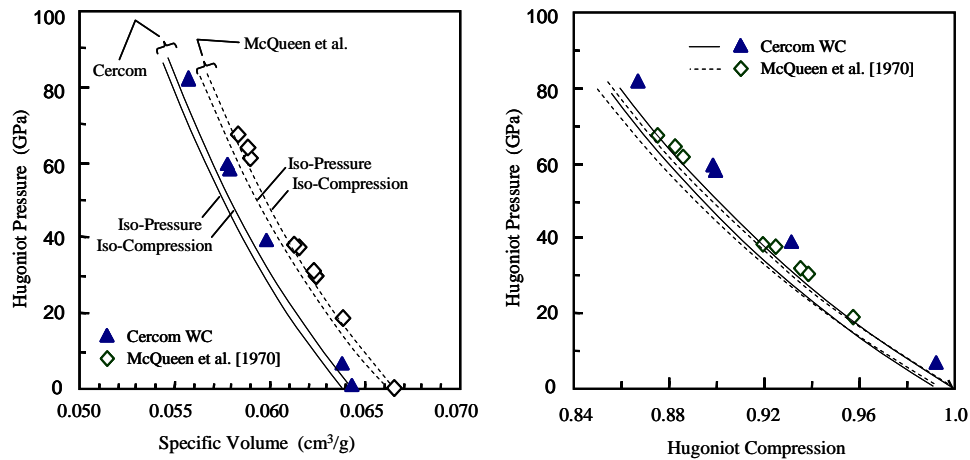 100
80
60
40
20
0
0.050
0.055
0.060
0.065
0.070
Hugoniot Pressure (GPa)
Specific Volume (cm³/g)
McQueen et al.
Cercom
Iso-Pressure
Iso-Compression
Iso-Pressure
Iso-Compression
Cercom WC
McQueen et al. [1970]
100
80
60
40
20
0
0.84
0.88
0.92
0.96
1.0
Hugoniot Pressure (GPa)
Hugoniot Compression
Cercom WC
McQueen et al. [1970]